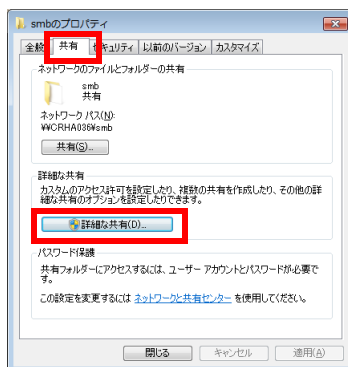 smbのプロパティ
全般 共有 セキュリティ 以前のバージョン カスタマイズ
ネットワークのファイルとフォルダーの共有
smb
共有
ネットワーク パス(N):
¥¥CRHA036¥smb
共有(S)...
詳細な共有
カスタムのアクセス許可を設定したり、複数の共有を作成したり、その他の詳
細な共有のオプションを設定したりできます。
詳細な共有(D)...
パスワード保護
共有フォルダーにアクセスするには、ユーザー アカウントとパスワードが必要で
す。
この設定を変更するには ネットワークと共有センター を使用してください。
閉じる キャンセル 適用(A)